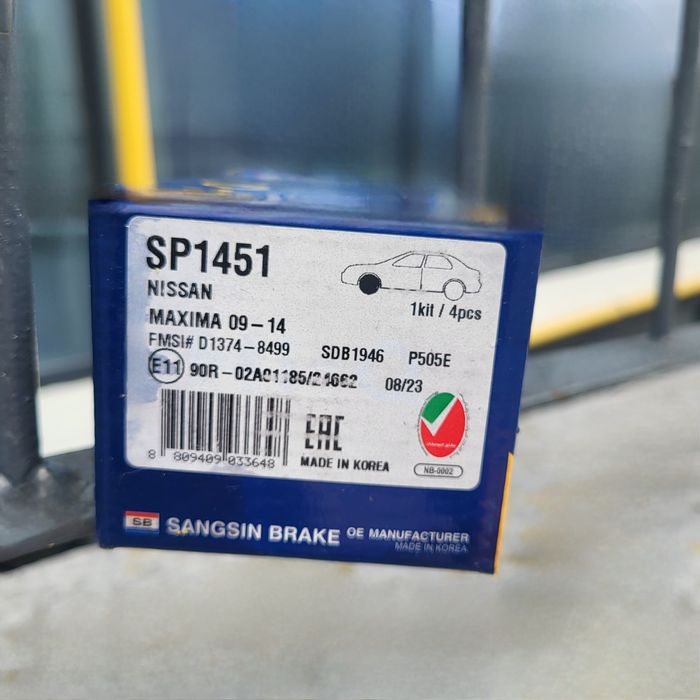 SP1451
NISSAN
1kit / 4pcs
MAXIMA 09-14
FMSI# D1374-8499 SDB1946 P505E
E11 90R-02A01185/24662 08/23
8 809409 033648
EAC
MADE IN KOREA
NB-0002
SB SANGSIN BRAKE OE MANUFACTURER
MADE IN KOREA